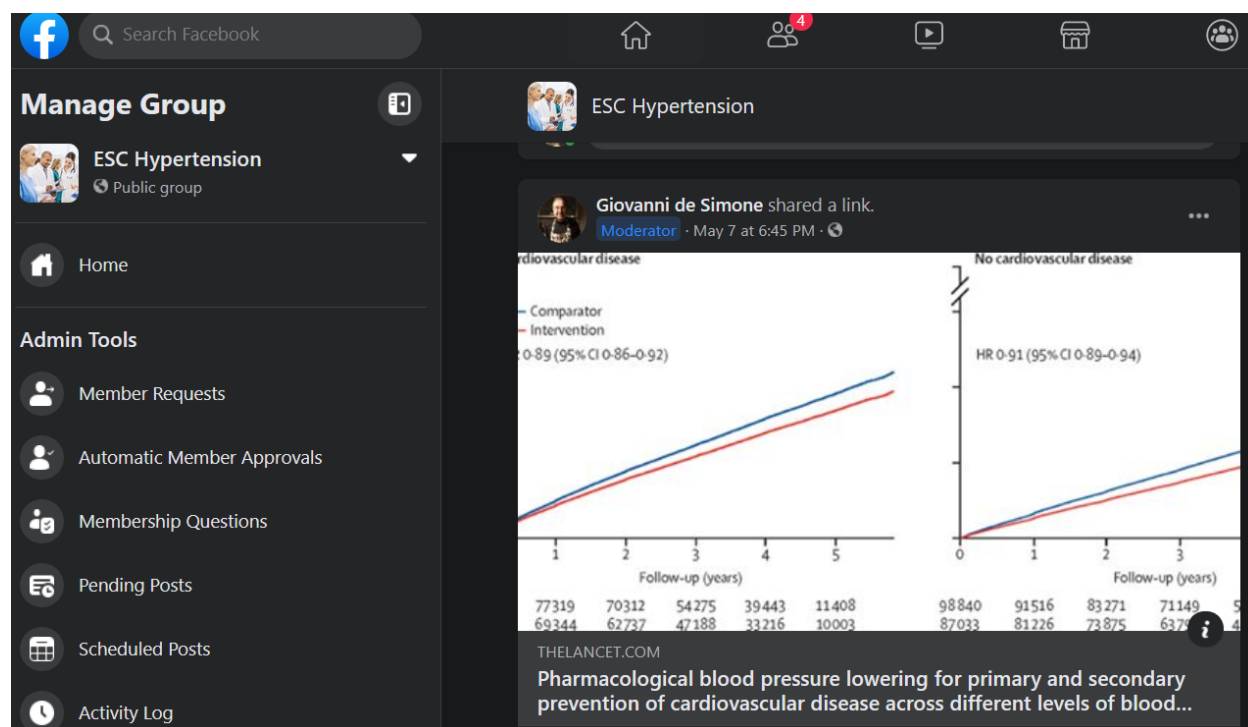 Search Facebook
4
Manage Group
ESC Hypertension
Public group
Home
Admin Tools
Member Requests
Automatic Member Approvals
Membership Questions
Pending Posts
Scheduled Posts
Activity Log
ESC Hypertension
Giovanni de Simone shared a link.
Moderator · May 7 at 6:45 PM ·
rdiovascular disease
Comparator
Intervention
0·89 (95% CI 0·86–0·92)
1 2 3 4 5
Follow-up (years)
77319 70312 54275 39443 11408
69344 62737 47188 33216 10003
No cardiovascular disease
HR 0·91 (95% CI 0·89–0·94)
0 1 2 3
Follow-up (years)
98840 91516 83271 71149 5
87033 81226 73875
THELANCET.COM
Pharmacological blood pressure lowering for primary and secondary
prevention of cardiovascular disease across different levels of blood...